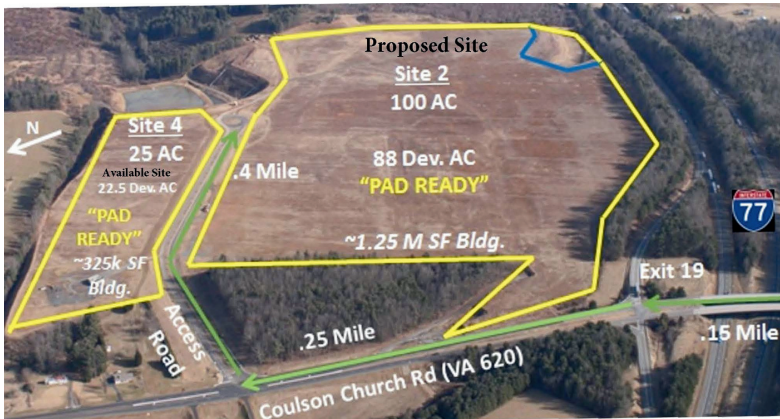 Proposed Site
Site 2
100 AC
88 Dev. AC
"PAD READY"
~1.25 M SF Bldg.
Site 4
25 AC
Available Site
22.5 Dev. AC
"PAD
READY"
~325k SF
Bldg.
N
.4 Mile
INTERSTATE
77
Exit 19
.15 Mile
.25 Mile
Access
Road
Coulson Church Rd (VA 620)